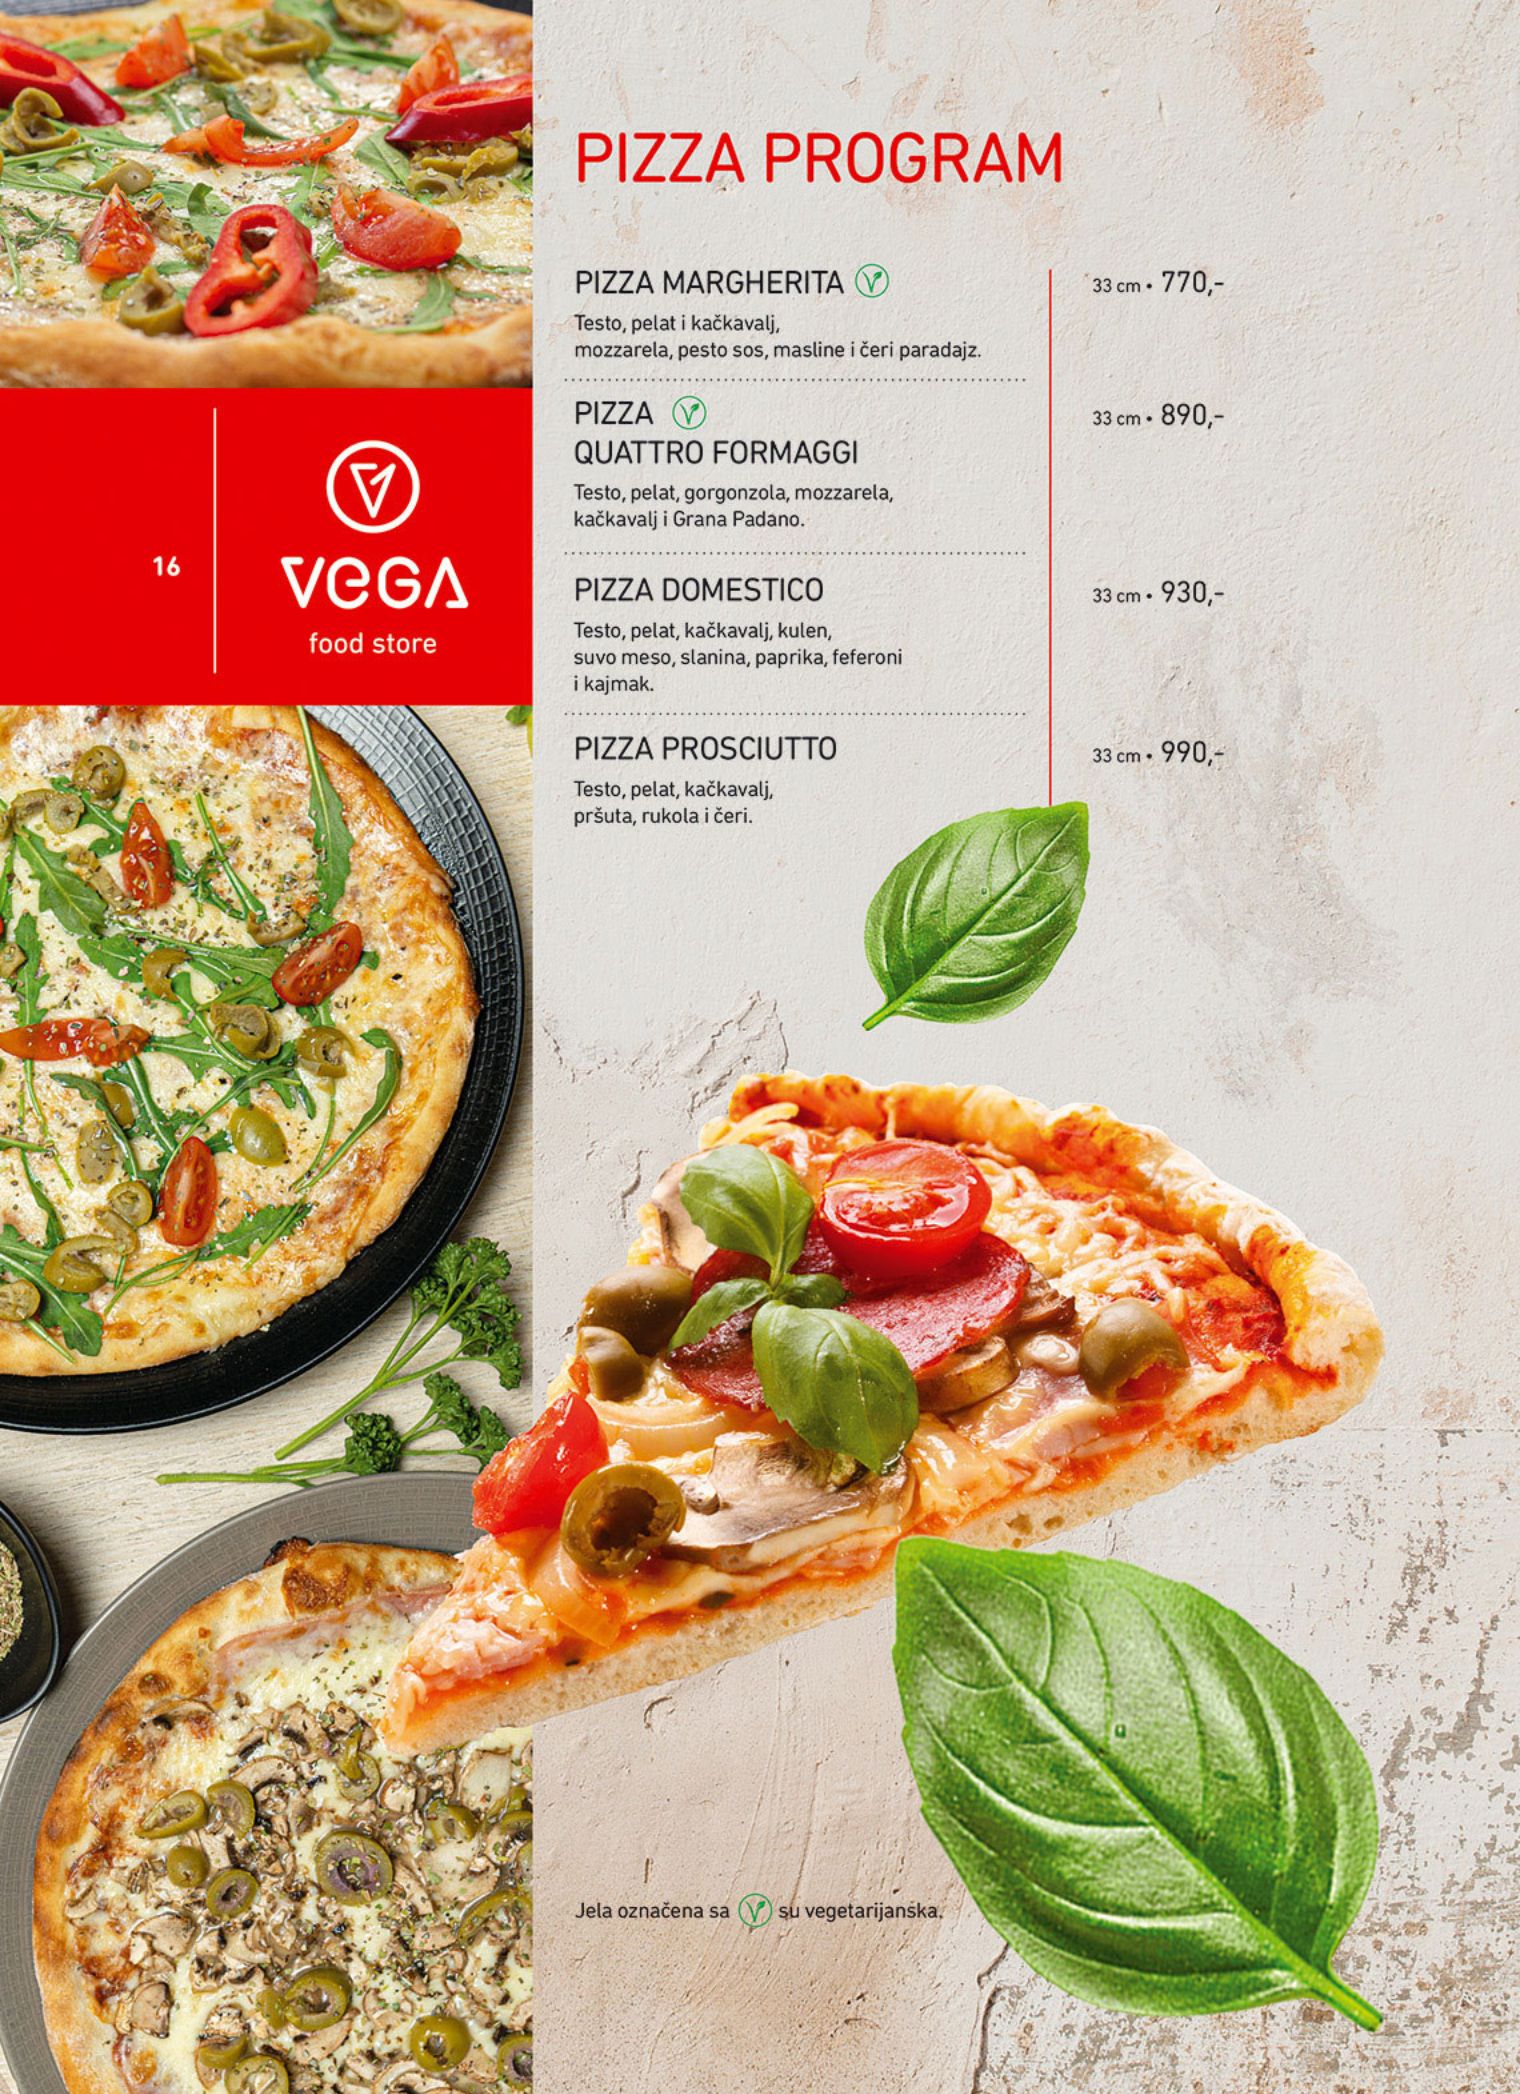 PIZZA PROGRAM
PIZZA MARGHERITA
33 cm • 770,-
Testo, pelat i kačkavalj,
mozzarela, pesto sos, masline i čeri paradajz.
PIZZA
33 cm • 890,-
QUATTRO FORMAGGI
Testo, pelat, gorgonzola, mozzarela,
kačkavalj i Grana Padano.
PIZZA DOMESTICO
33 cm • 930,-
Testo, pelat, kačkavalj, kulen,
suvo meso, slanina, paprika, feferoni
i kajmak.
PIZZA PROSCIUTTO
33 cm • 990,-
Testo, pelat, kačkavalj,
pršuta, rukola i čeri.
16
VEGA
food store
Jela označena sa V su vegetarijanska.